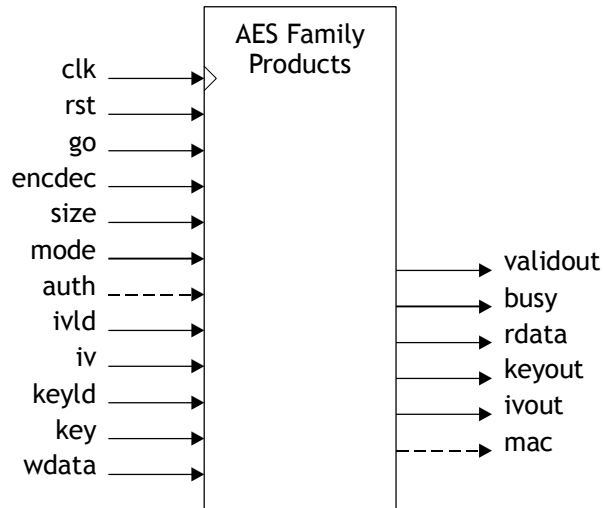 AES Family
Products
clk
rst
go
encdec
size
mode
auth
ivld
iv
keyld
key
wdata
validout
busy
rdata
keyout
ivout
mac